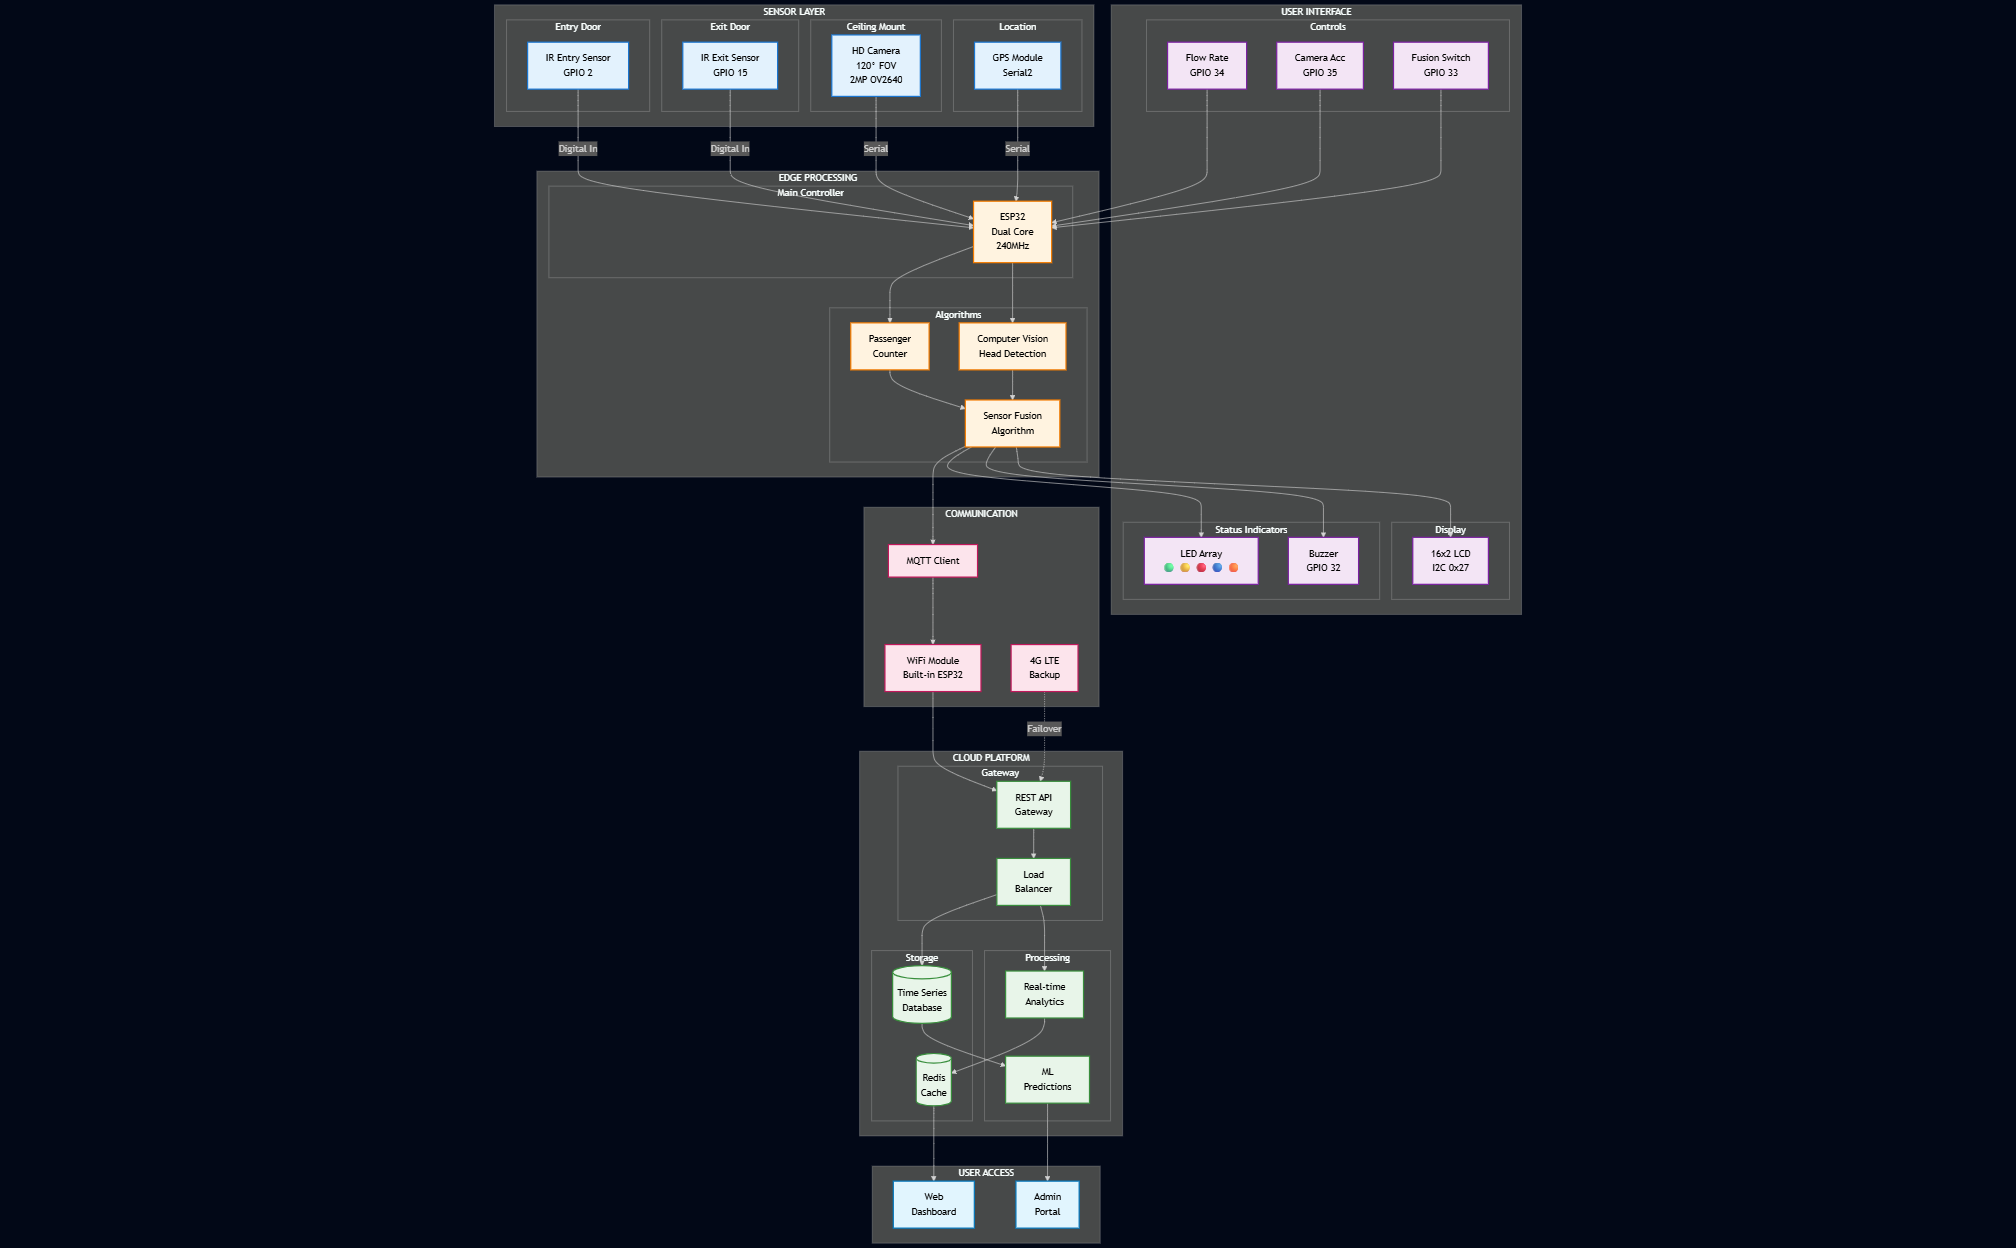 SENSOR LAYER
Entry Door
IR Entry Sensor
GPIO 2
Exit Door
IR Exit Sensor
GPIO 15
Ceiling Mount
HD Camera
120° FOV
2MP OV2640
Location
GPS Module
Serial2
USER INTERFACE
Controls
Flow Rate
GPIO 34
Camera Acc
GPIO 35
Fusion Switch
GPIO 33
Digital In
Digital In
Serial
Serial
EDGE PROCESSING
Main Controller
ESP32
Dual Core
240MHz
Algorithms
Passenger
Counter
Computer Vision
Head Detection
Sensor Fusion
Algorithm
Status Indicators
LED Array
Buzzer
GPIO 32
Display
16x2 LCD
I2C 0x27
COMMUNICATION
MQTT Client
WiFi Module
Built-in ESP32
4G LTE
Backup
Failover
CLOUD PLATFORM
Gateway
REST API
Gateway
Load
Balancer
Storage
Time Series
Database
Redis
Cache
Processing
Real-time
Analytics
ML
Predictions
USER ACCESS
Web
Dashboard
Admin
Portal